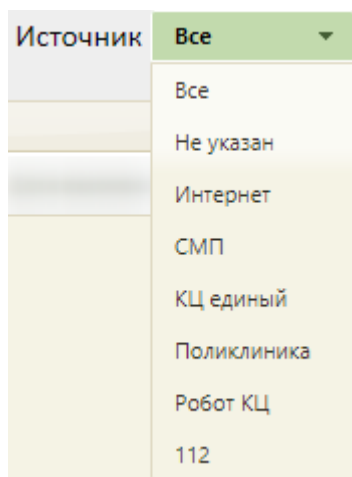 Источник Все
Все
Не указан
Интернет
СМП
КЦ единый
Поликлиника
Робот КЦ
112